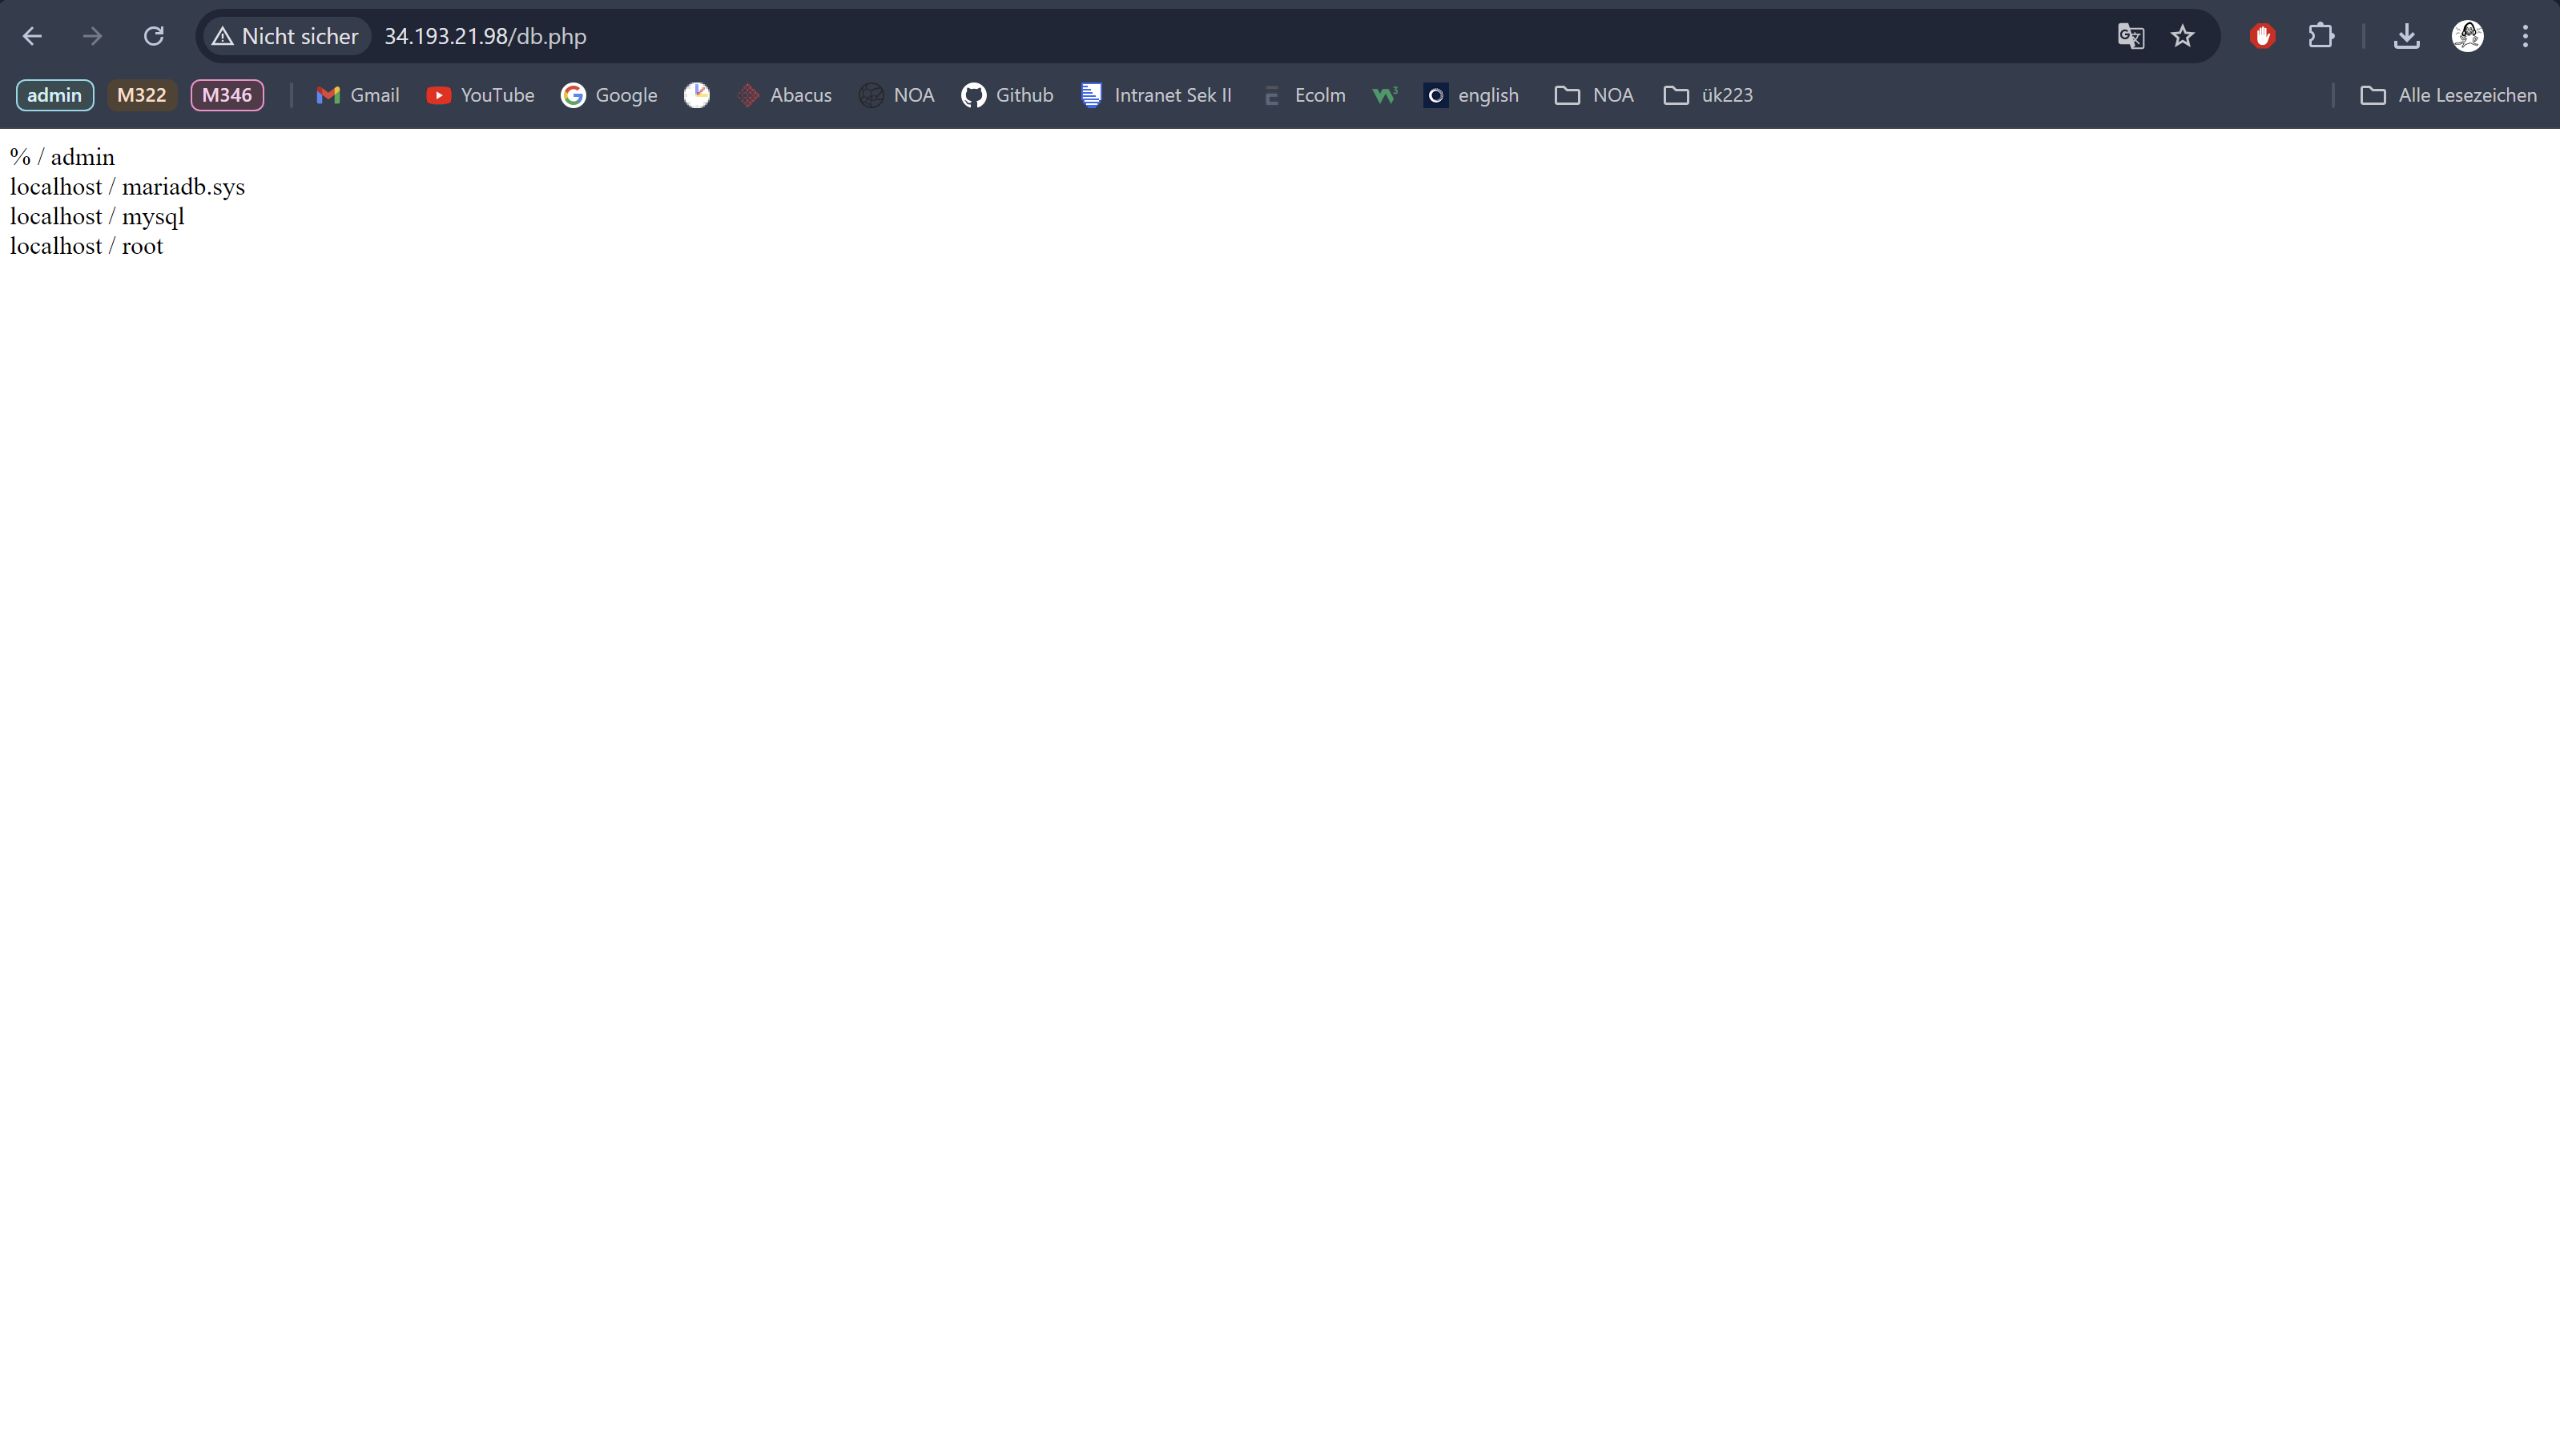 Nicht sicher 34.193.21.98/db.php
admin M322 M346 Gmail YouTube Google Abacus NOA Github Intranet Sek II Ecolm english NOA ük223 Alle Lesezeichen
% / admin
localhost / mariadb.sys
localhost / mysql
localhost / root